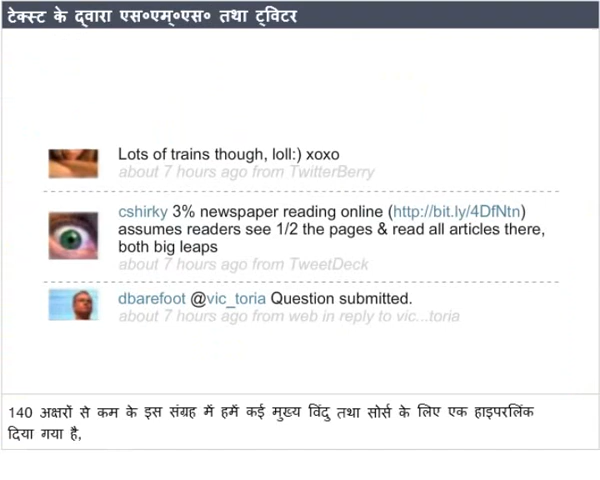 टेक्स्ट के द्वारा एस०एम्०एस० तथा ट्विटर
Lots of trains though, loll:) xoxo
about 7 hours ago from TwitterBerry
cshirky 3% newspaper reading online (http://bit.ly/4DfNtn)
assumes readers see 1/2 the pages & read all articles there,
both big leaps
about 7 hours ago from TweetDeck
dbarefoot @vic_toria Question submitted.
about 7 hours ago from web in reply to vic...toria
140 अक्षरों से कम के इस संग्रह में हमें कई मुख्य विंदु तथा सोर्स के लिए एक हाइपरलिंक
दिया गया है,